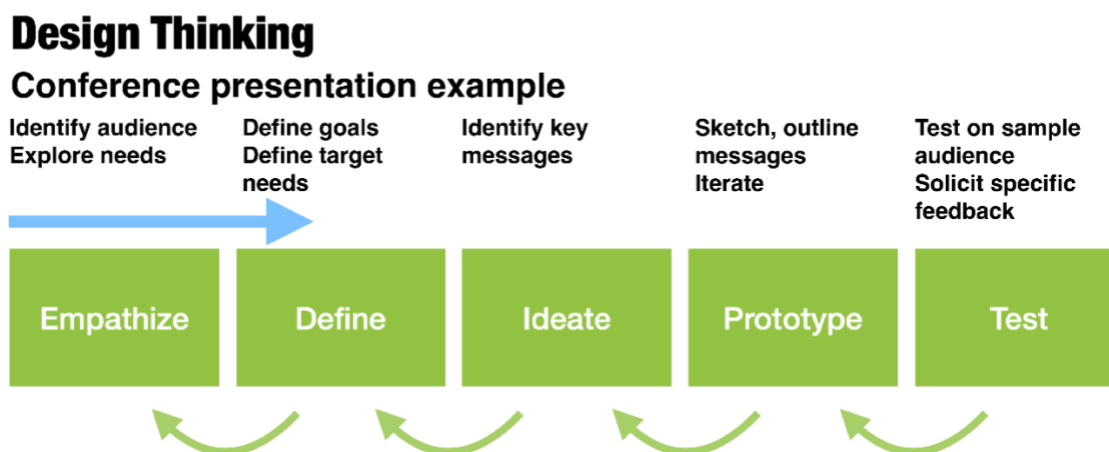 Design Thinking
Conference presentation example
Identify audience
Explore needs
Define goals
Define target
needs
Identify key
messages
Sketch, outline
messages
Iterate
Test on sample
audience
Solicit specific
feedback
Empathize
Define
Ideate
Prototype
Test